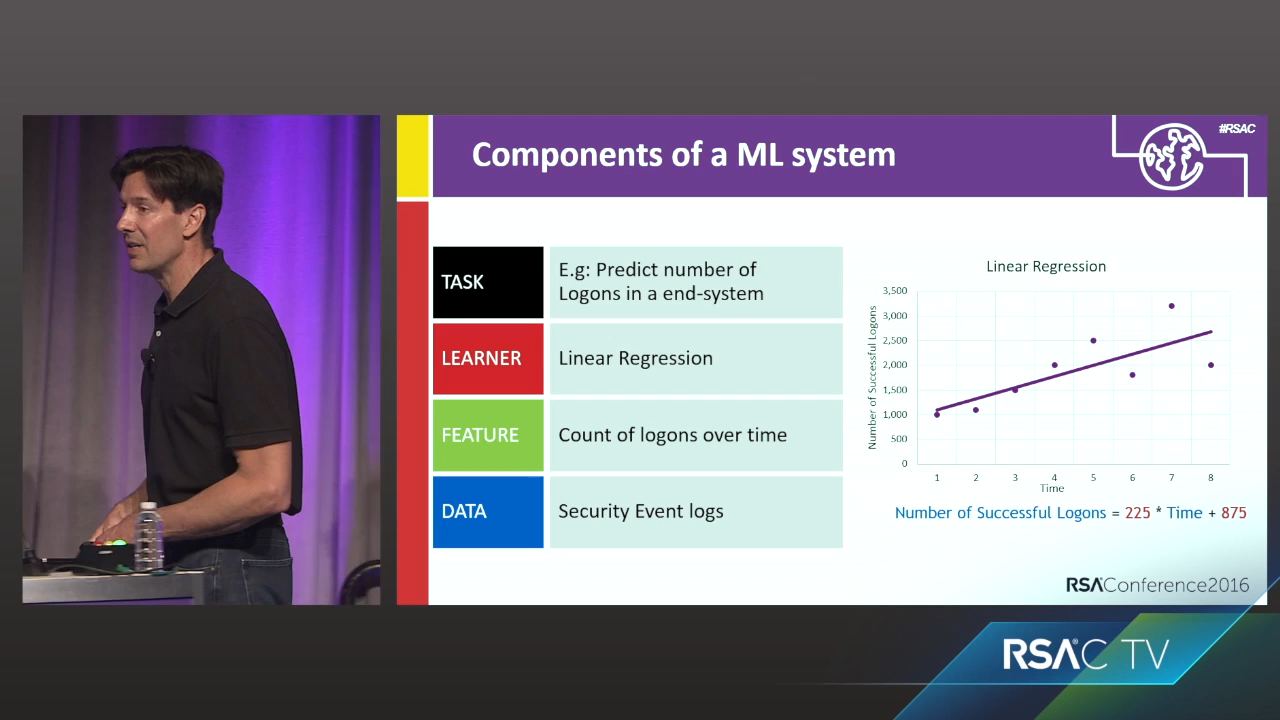 Components of a ML system
#RSAC
TASK
E.g: Predict number of
Logons in a end-system
LEARNER
Linear Regression
FEATURE
Count of logons over time
DATA
Security Event logs
Linear Regression
Number of Successful Logons
3,500
3,000
2,500
2,000
1,500
1,000
500
0
1 2 3 4 5 6 7 8
Time
Number of Successful Logons = 225 * Time + 875
RSAConference2016
RSAC TV